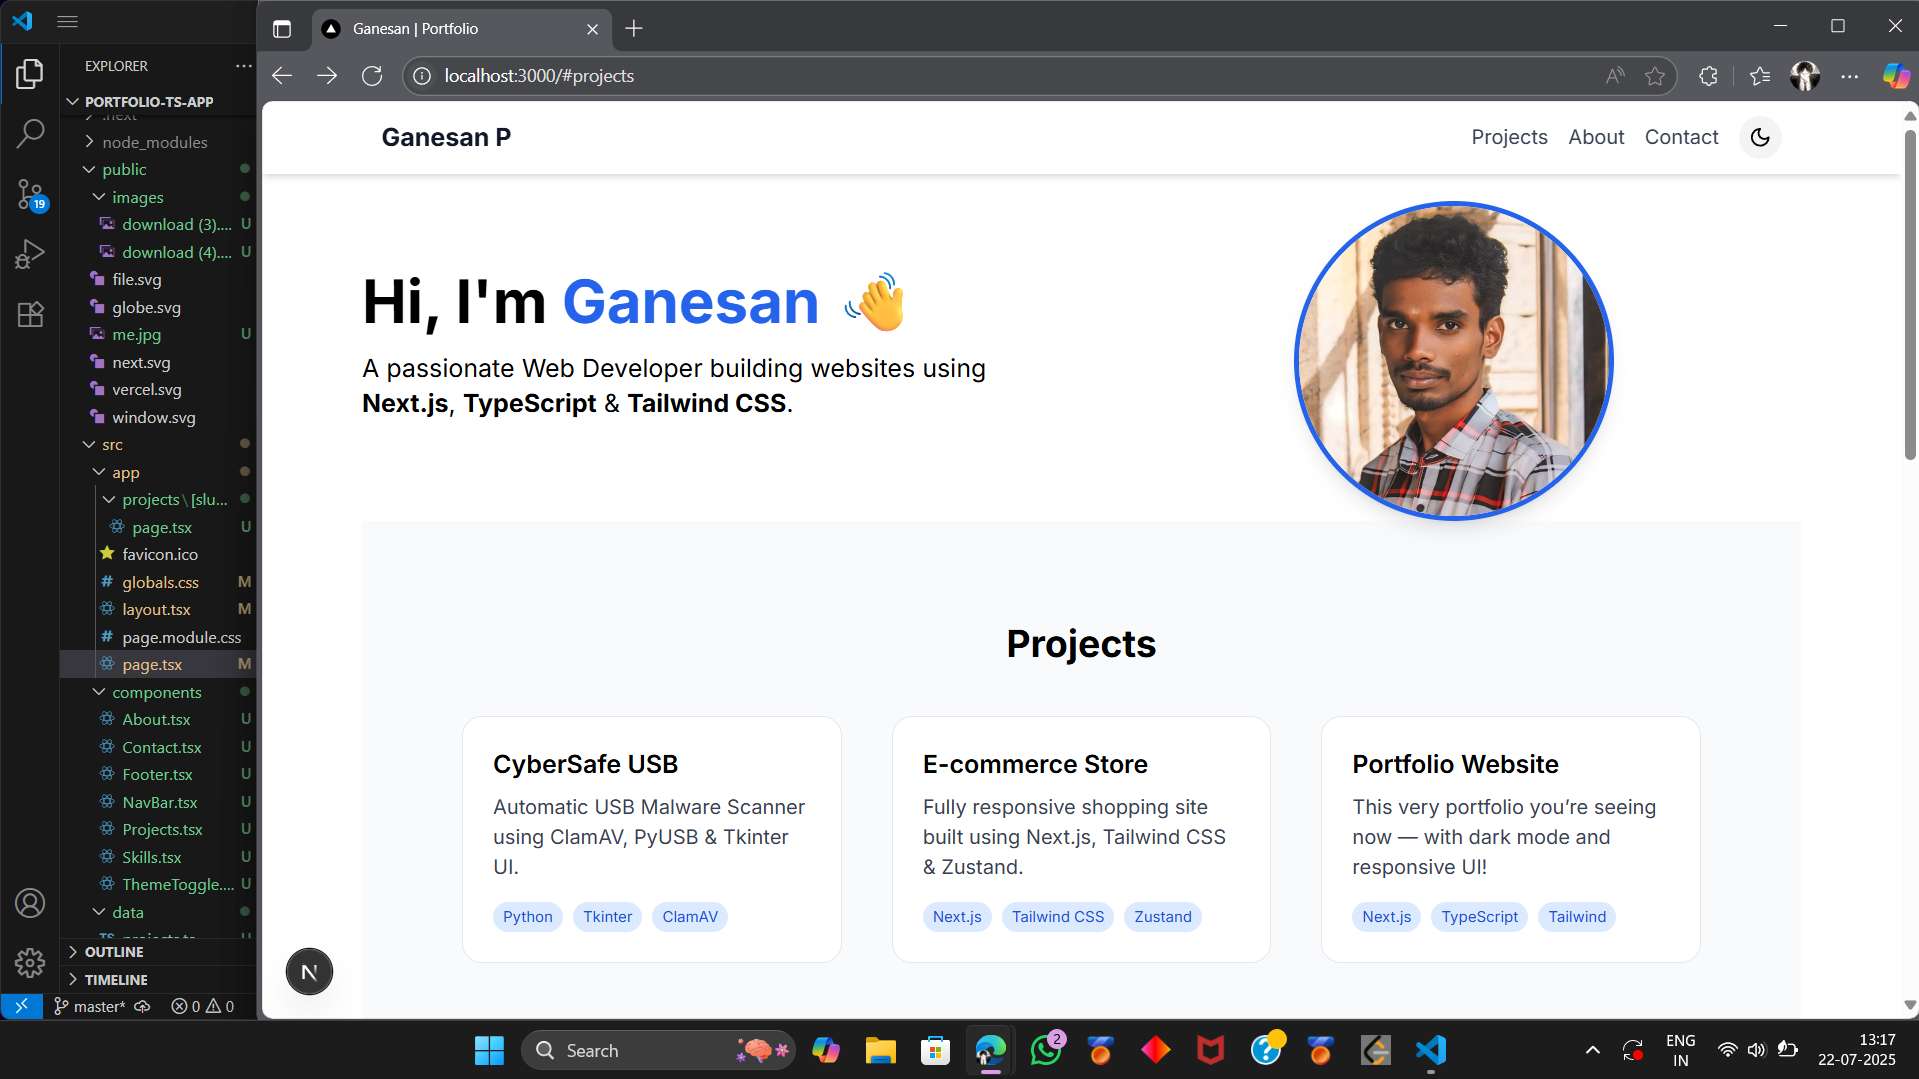 Ganesan | Portfolio
EXPLORER
localhost:3000/#projects
PORTFOLIO-TS-APP
.next
node_modules
public
images
download (3).... U
download (4).... U
file.svg
globe.svg
me.jpg U
next.svg
vercel.svg
window.svg
src
app
projects\[slu...
page.tsx U
favicon.ico
globals.css M
layout.tsx M
page.module.css
page.tsx M
components
About.tsx U
Contact.tsx U
Footer.tsx U
NavBar.tsx U
Projects.tsx U
Skills.tsx U
ThemeToggle.... U
data
TS projects.ts U
OUTLINE
TIMELINE
19
master* 0 0
Ganesan P
Projects About Contact
Hi, I'm Ganesan 👋
A passionate Web Developer building websites using
Next.js, TypeScript & Tailwind CSS.
Projects
CyberSafe USB
Automatic USB Malware Scanner
using ClamAV, PyUSB & Tkinter
UI.
Python Tkinter ClamAV
E-commerce Store
Fully responsive shopping site
built using Next.js, Tailwind CSS
& Zustand.
Next.js Tailwind CSS Zustand
Portfolio Website
This very portfolio you’re seeing
now — with dark mode and
responsive UI!
Next.js TypeScript Tailwind
N
Search
2
ENG
IN
13:17
22-07-2025